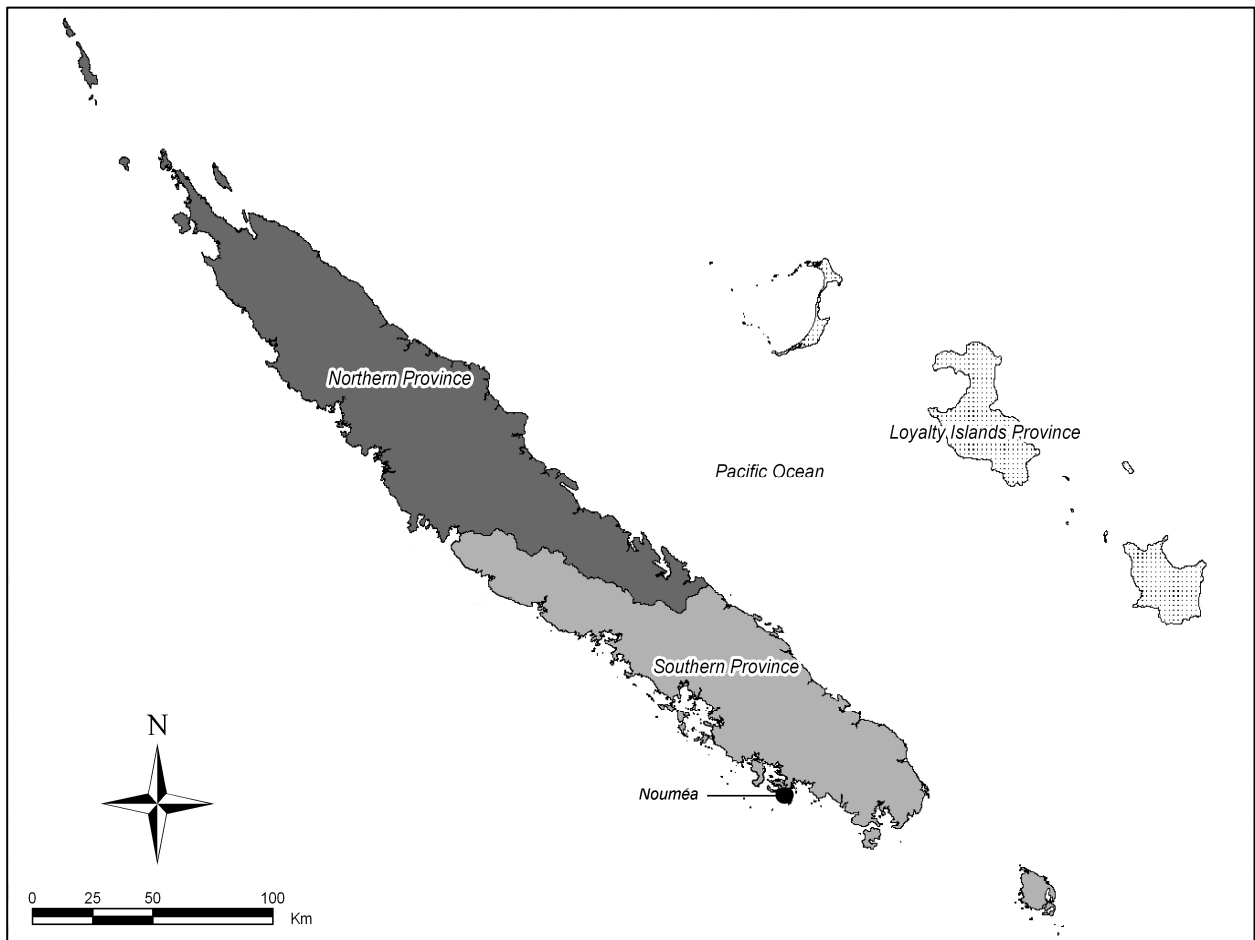 Northern Province
Loyalty Islands Province
Pacific Ocean
Southern Province
N
Nouméa
0 25 50 100
Km